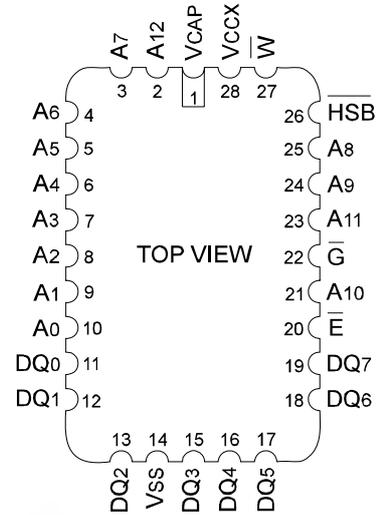 A7 A12 VCAP VCCX W̅
3 2 1 28 27
A6 4 26 H̅S̅B̅
A5 5 25 A8
A4 6 24 A9
A3 7 23 A11
A2 8 TOP VIEW 22 G̅
A1 9 21 A10
A0 10 20 E̅
DQ0 11 19 DQ7
DQ1 12 18 DQ6
13 14 15 16 17
DQ2 VSS DQ3 DQ4 DQ5